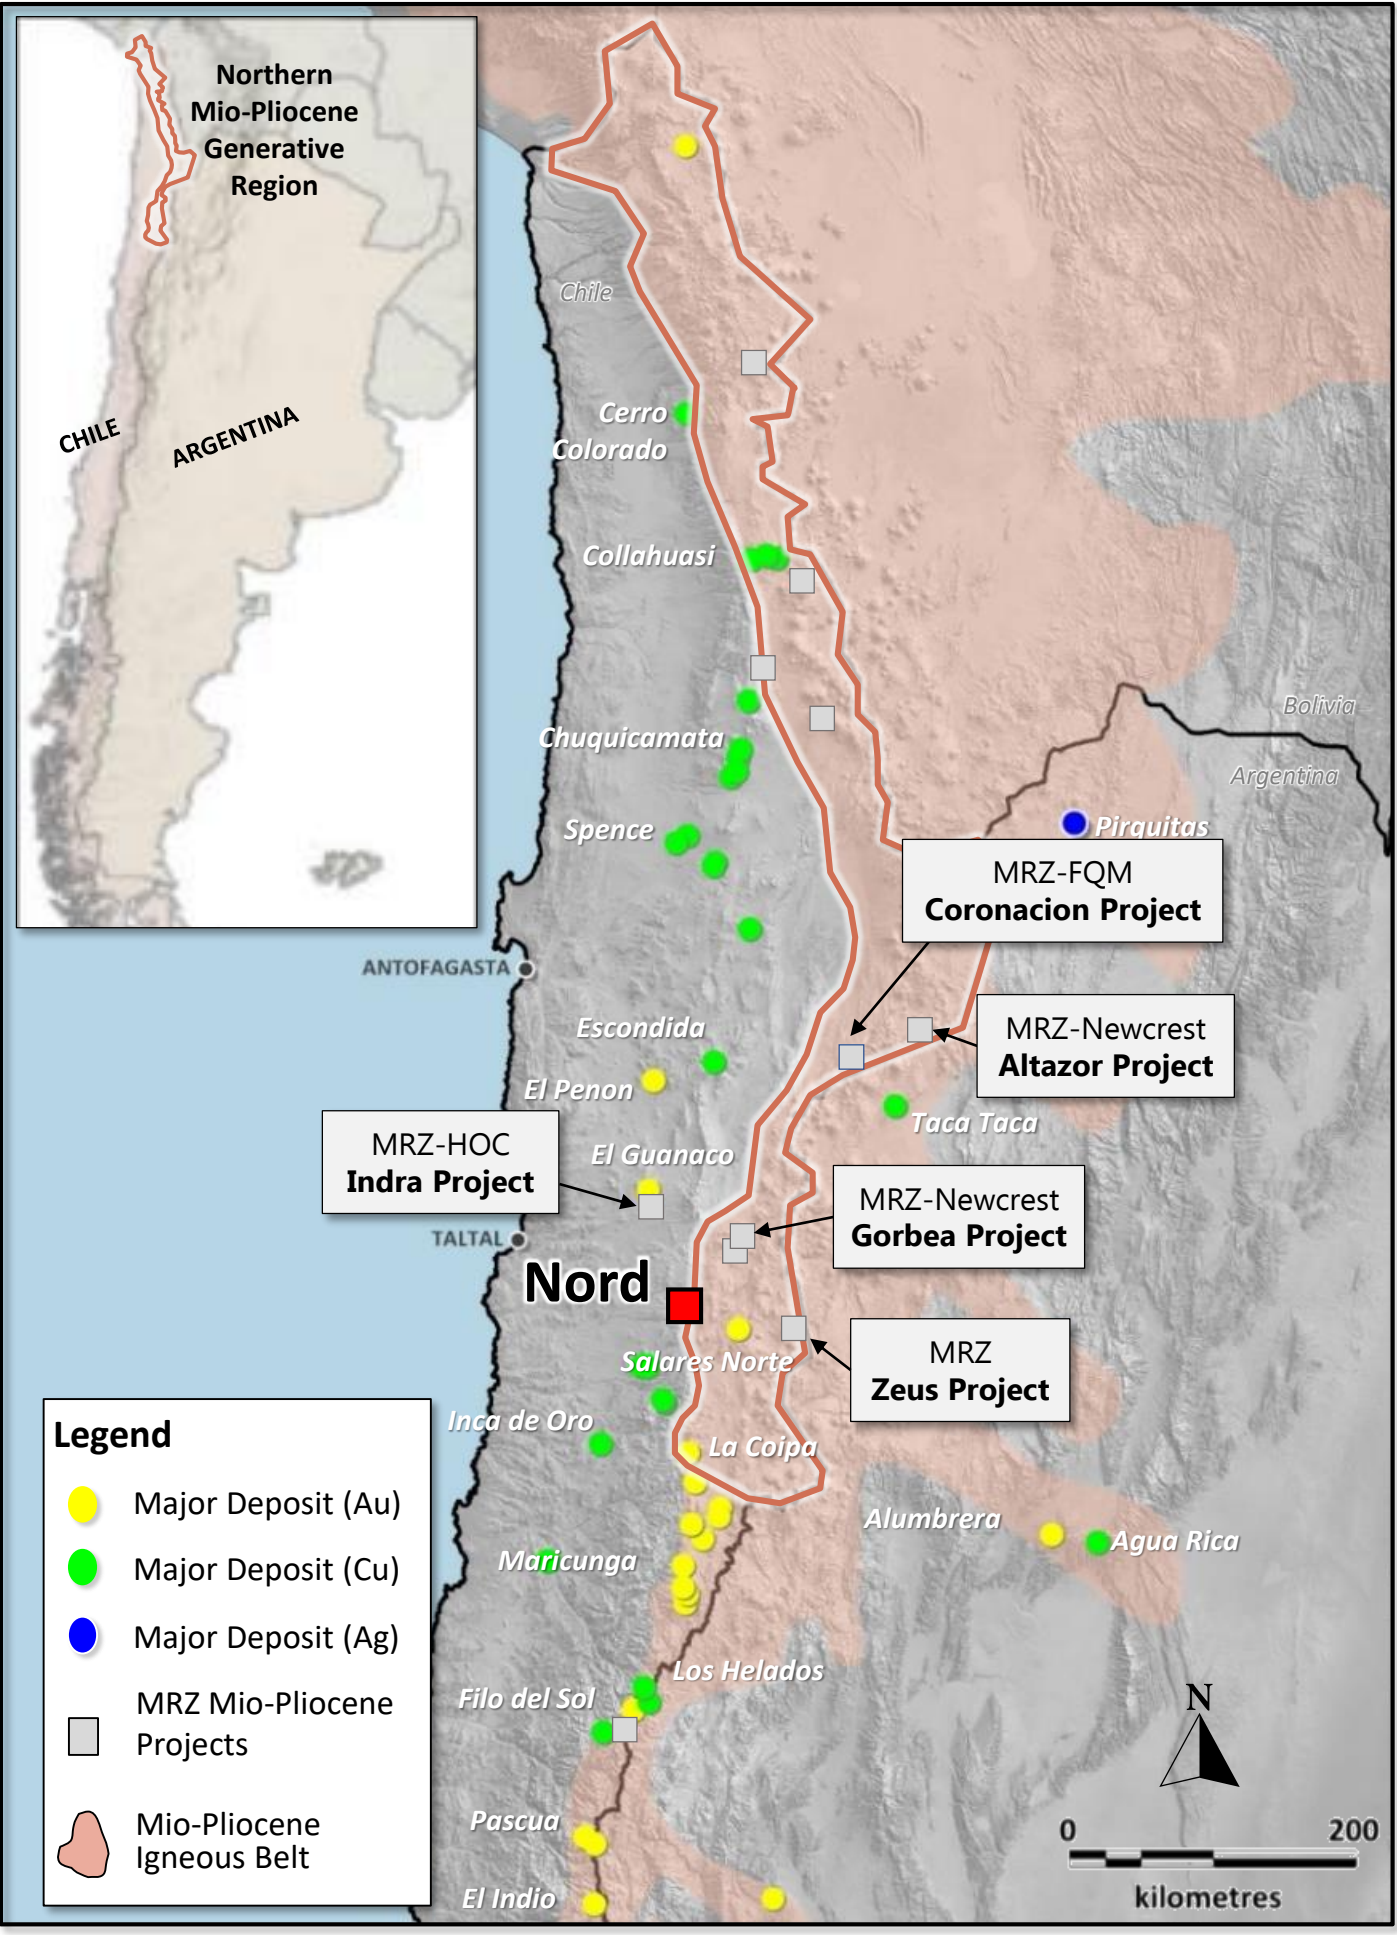 Northern
Mio-Pliocene
Generative
Region
CHILE
ARGENTINA
Chile
Cerro
Colorado
Collahuasi
Bolivia
Chuquicamata
Argentina
Spence
Pirquitas
MRZ-FQM
Coronacion Project
ANTOFAGASTA
Escondida
MRZ-Newcrest
Altazor Project
El Penon
Taca Taca
MRZ-HOC
Indra Project
El Guanaco
MRZ-Newcrest
Gorbea Project
TALTAL
Nord
MRZ
Zeus Project
Salares Norte
Inca de Oro
La Coipa
Legend
Major Deposit (Au)
Major Deposit (Cu)
Major Deposit (Ag)
MRZ Mio-Pliocene
Projects
Mio-Pliocene
Igneous Belt
Alumbrera
Agua Rica
Maricunga
Los Helados
Filo del Sol
Pascua
El Indio
N
0 200
kilometres